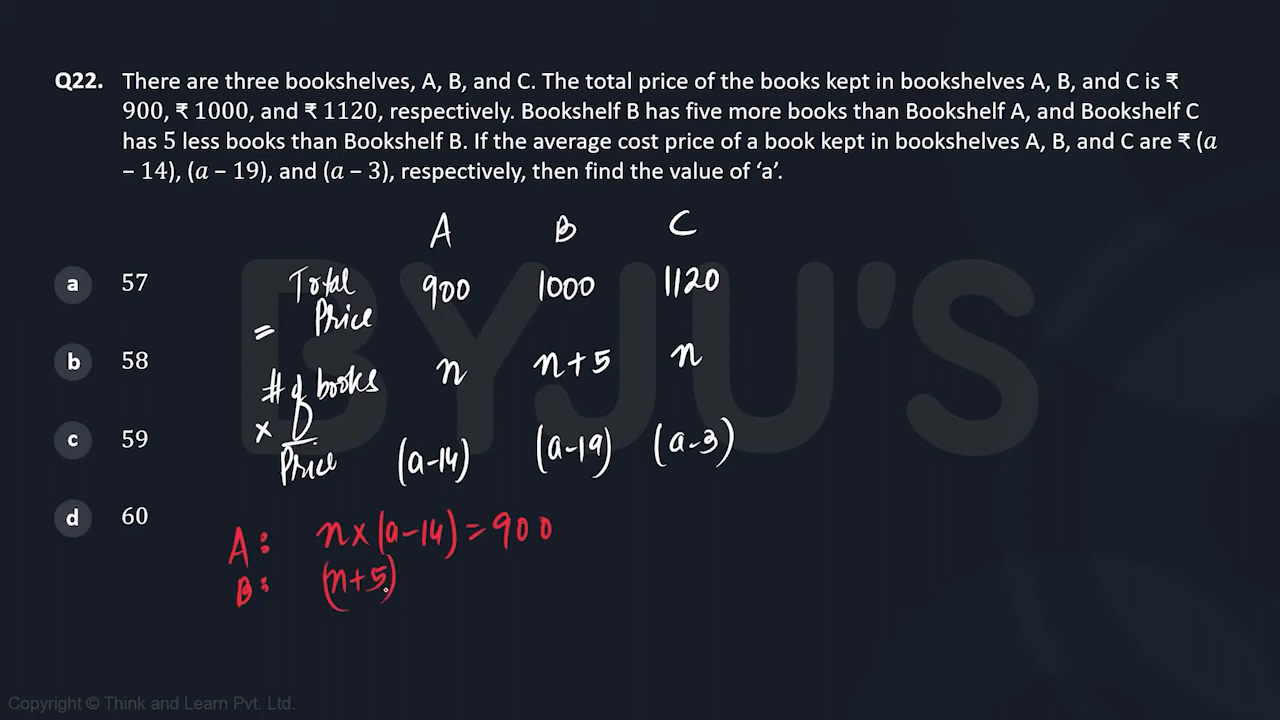 Q22. There are three bookshelves, A, B, and C. The total price of the books kept in bookshelves A, B, and C is ₹
900, ₹ 1000, and ₹ 1120, respectively. Bookshelf B has five more books than Bookshelf A, and Bookshelf C
has 5 less books than Bookshelf B. If the average cost price of a book kept in bookshelves A, B, and C are ₹ (a
− 14), (a − 19), and (a − 3), respectively, then find the value of ‘a’.
A B C
a 57
Total Price 900 1000 1120
=
b 58
# of books n n+5 n
×
c 59
Price (a-14) (a-19) (a-3)
d 60
A: n×(a-14)=900
B: (n+5)
BYJU'S
Copyright © Think and Learn Pvt. Ltd.